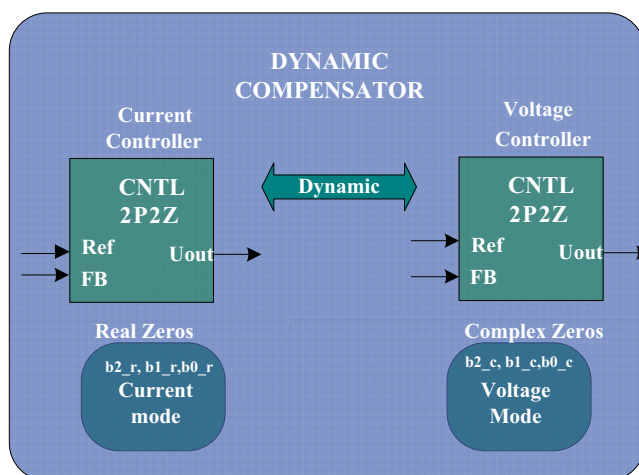 DYNAMIC
COMPENSATOR
Current
Controller
Voltage
Controller
CNTL
2P2Z
Ref
FB
Uout
Dynamic
CNTL
2P2Z
Ref
FB
Uout
Real Zeros
b2_r, b1_r,b0_r
Current
mode
Complex Zeros
b2_c, b1_c,b0_c
Voltage
Mode